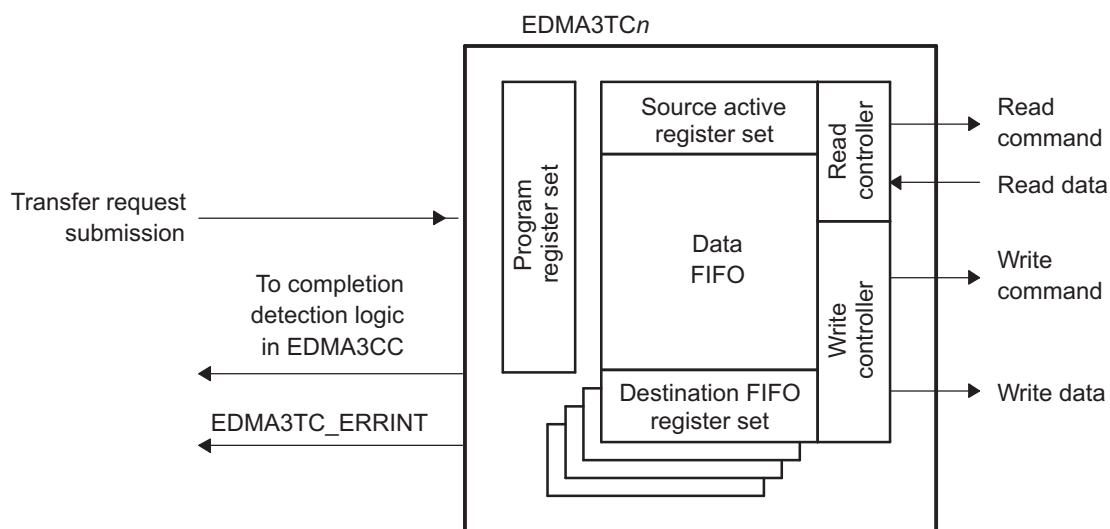 EDMA3TCn
Transfer request
submission
To completion
detection logic
in EDMA3CC
EDMA3TC_ERRINT
Program
register set
Source active
register set
Data
FIFO
Destination FIFO
register set
Read
controller
Write
controller
Read
command
Read data
Write
command
Write data